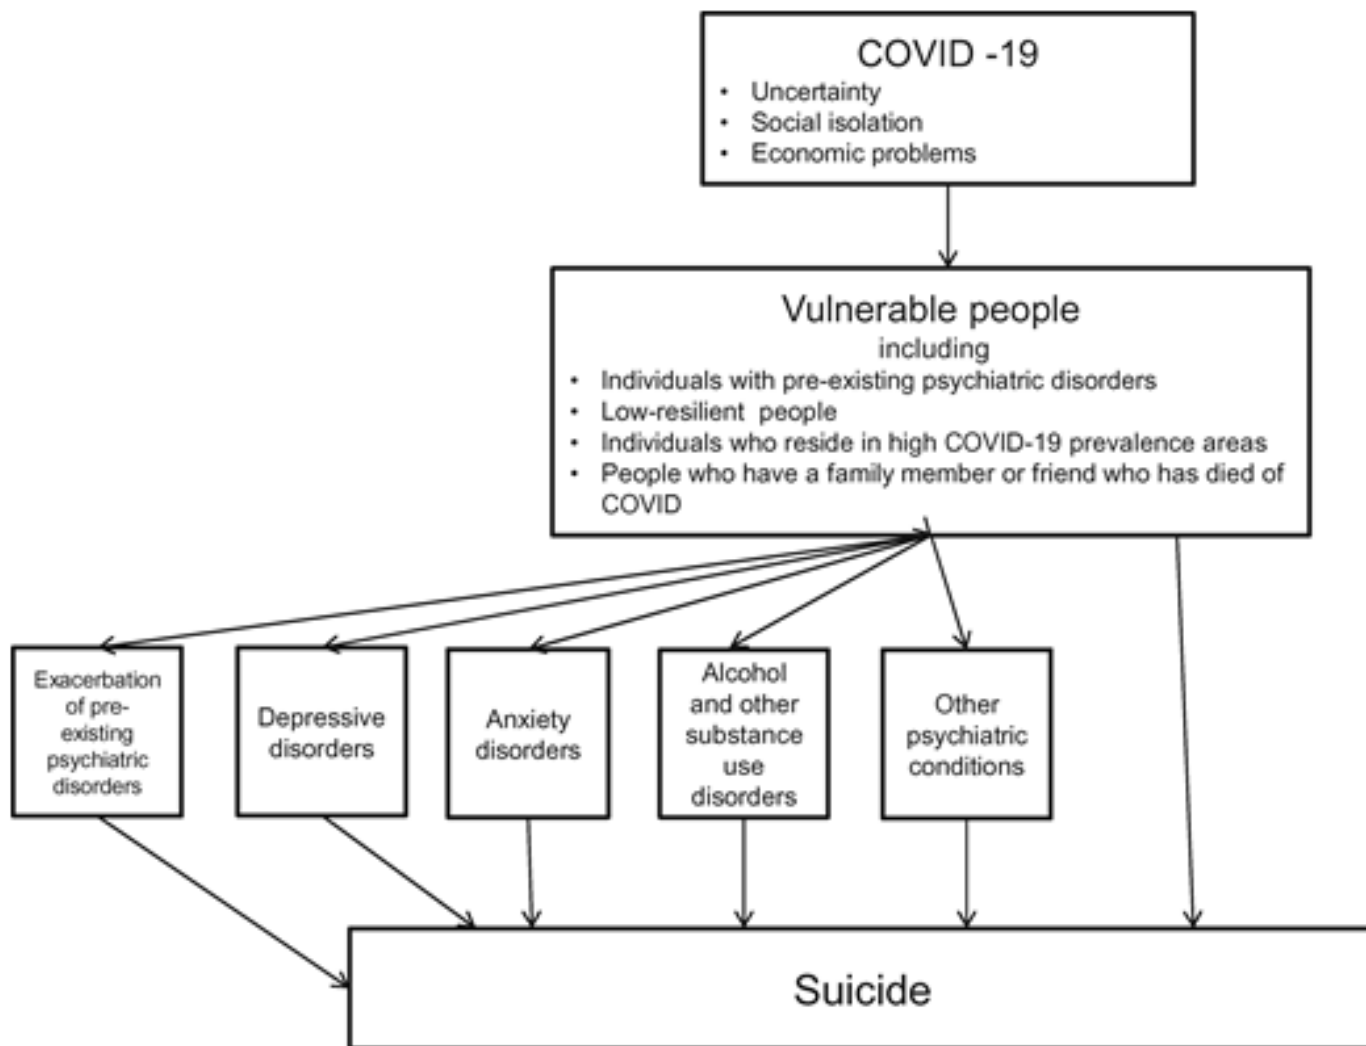 COVID -19
• Uncertainty
• Social isolation
• Economic problems
Vulnerable people
including
• Individuals with pre-existing psychiatric disorders
• Low-resilient people
• Individuals who reside in high COVID-19 prevalence areas
• People who have a family member or friend who has died of
COVID
Exacerbation
of pre-
existing
psychiatric
disorders
Depressive
disorders
Anxiety
disorders
Alcohol
and other
substance
use
disorders
Other
psychiatric
conditions
Suicide